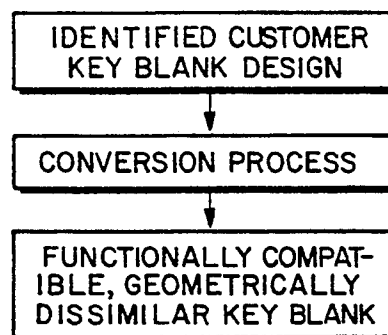 IDENTIFIED CUSTOMER
KEY BLANK DESIGN
CONVERSION PROCESS
FUNCTIONALLY COMPAT-
IBLE, GEOMETRICALLY
DISSIMILAR KEY BLANK